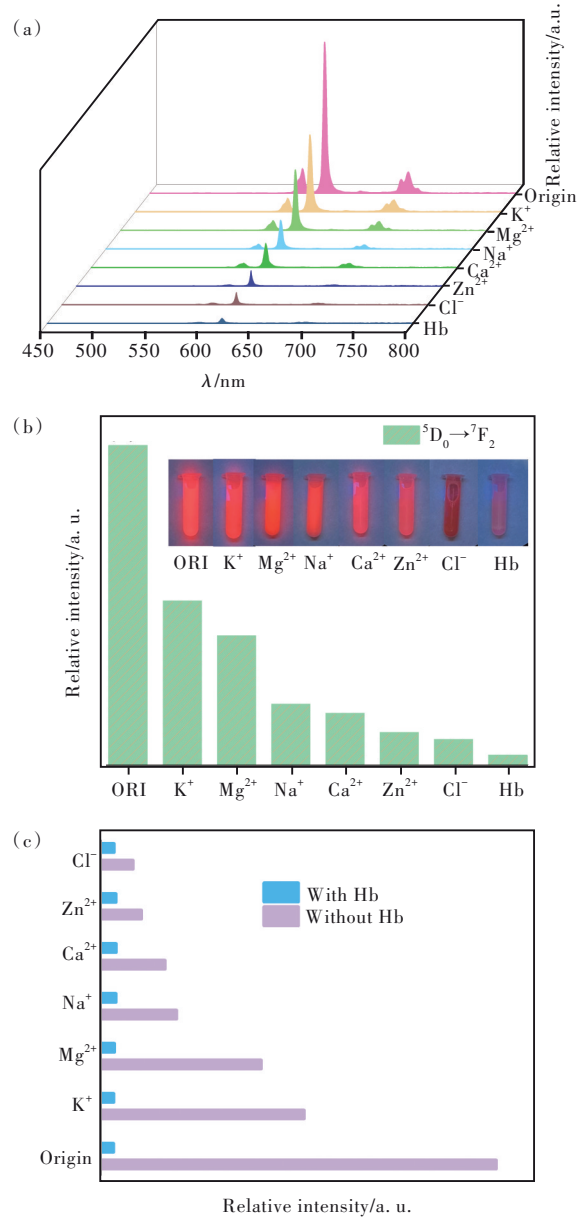 (a)
Relative intensity/a.u.
Origin
K⁺
Mg²⁺
Na⁺
Ca²⁺
Zn²⁺
Cl⁻
Hb
450 500 550 600 650 700 750 800
λ/nm
(b)
⁵D₀→⁷F₂
Relative intensity/a. u.
ORI K⁺ Mg²⁺ Na⁺ Ca²⁺ Zn²⁺ Cl⁻ Hb
ORI K⁺ Mg²⁺ Na⁺ Ca²⁺ Zn²⁺ Cl⁻ Hb
(c)
Cl⁻
Zn²⁺
Ca²⁺
Na⁺
Mg²⁺
K⁺
Origin
With Hb
Without Hb
Relative intensity/a. u.